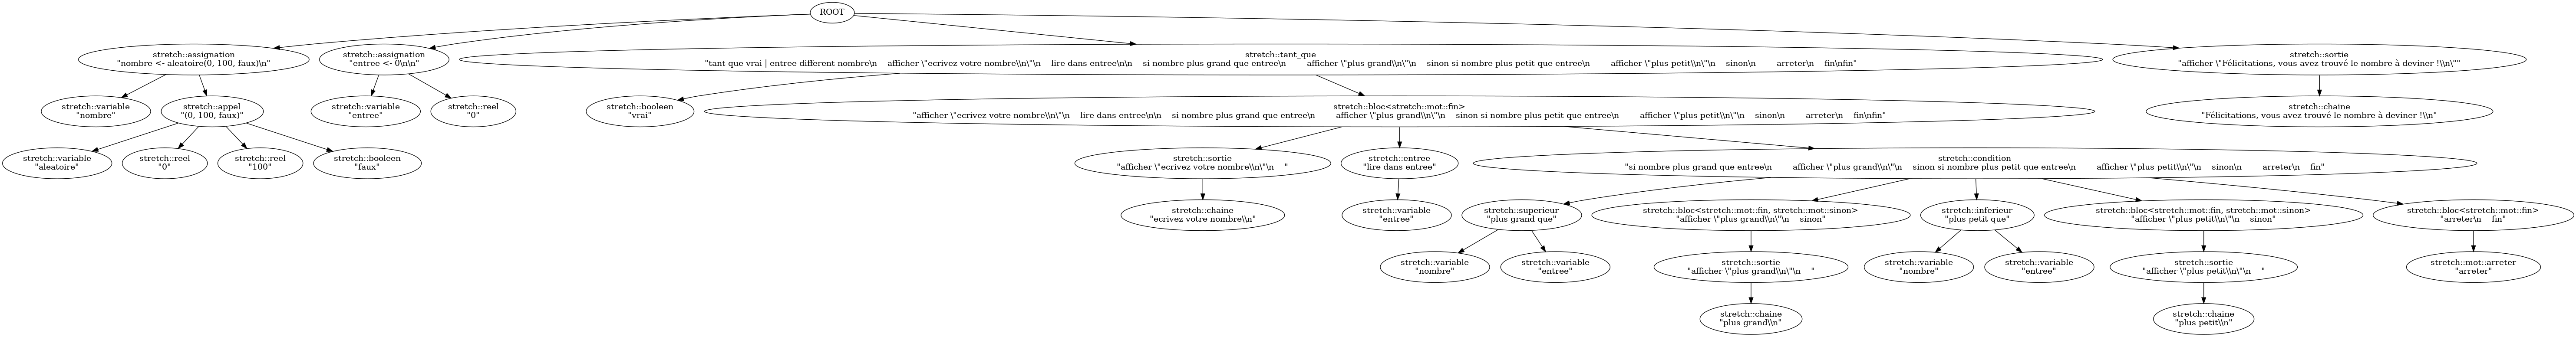 ROOT
stretch::assignation
"nombre <- aleatoire(0, 100, faux)\n"
stretch::assignation
"entree <- 0\n\n"
stretch::tant_que
"tant que vrai | entree different nombre\n    afficher \"ecrivez votre nombre\\n\"\n    lire dans entree\n\n    si nombre plus grand que entree\n        afficher \"plus grand\\n\"\n    sinon si nombre plus petit que entree\n        afficher \"plus petit\\n\"\n    sinon\n        arreter\n    fin\nfin"
stretch::sortie
"afficher \"Félicitations, vous avez trouvé le nombre à deviner !\\n\""
stretch::variable
"nombre"
stretch::appel
"(0, 100, faux)"
stretch::variable
"entree"
stretch::reel
"0"
stretch::booleen
"vrai"
stretch::bloc<stretch::mot::fin>
"afficher \"ecrivez votre nombre\\n\"\n    lire dans entree\n\n    si nombre plus grand que entree\n        afficher \"plus grand\\n\"\n    sinon si nombre plus petit que entree\n        afficher \"plus petit\\n\"\n    sinon\n        arreter\n    fin\nfin"
stretch::chaine
"Félicitations, vous avez trouvé le nombre à deviner !\\n"
stretch::variable
"aleatoire"
stretch::reel
"0"
stretch::reel
"100"
stretch::booleen
"faux"
stretch::sortie
"afficher \"ecrivez votre nombre\\n\"\n    "
stretch::entree
"lire dans entree"
stretch::condition
"si nombre plus grand que entree\n        afficher \"plus grand\\n\"\n    sinon si nombre plus petit que entree\n        afficher \"plus petit\\n\"\n    sinon\n        arreter\n    fin"
stretch::chaine
"ecrivez votre nombre\\n"
stretch::variable
"entree"
stretch::superieur
"plus grand que"
stretch::bloc<stretch::mot::fin, stretch::mot::sinon>
"afficher \"plus grand\\n\"\n    sinon"
stretch::inferieur
"plus petit que"
stretch::bloc<stretch::mot::fin, stretch::mot::sinon>
"afficher \"plus petit\\n\"\n    sinon"
stretch::bloc<stretch::mot::fin>
"arreter\n    fin"
stretch::variable
"nombre"
stretch::variable
"entree"
stretch::sortie
"afficher \"plus grand\\n\"\n    "
stretch::variable
"nombre"
stretch::variable
"entree"
stretch::sortie
"afficher \"plus petit\\n\"\n    "
stretch::mot::arreter
"arreter"
stretch::chaine
"plus grand\\n"
stretch::chaine
"plus petit\\n"